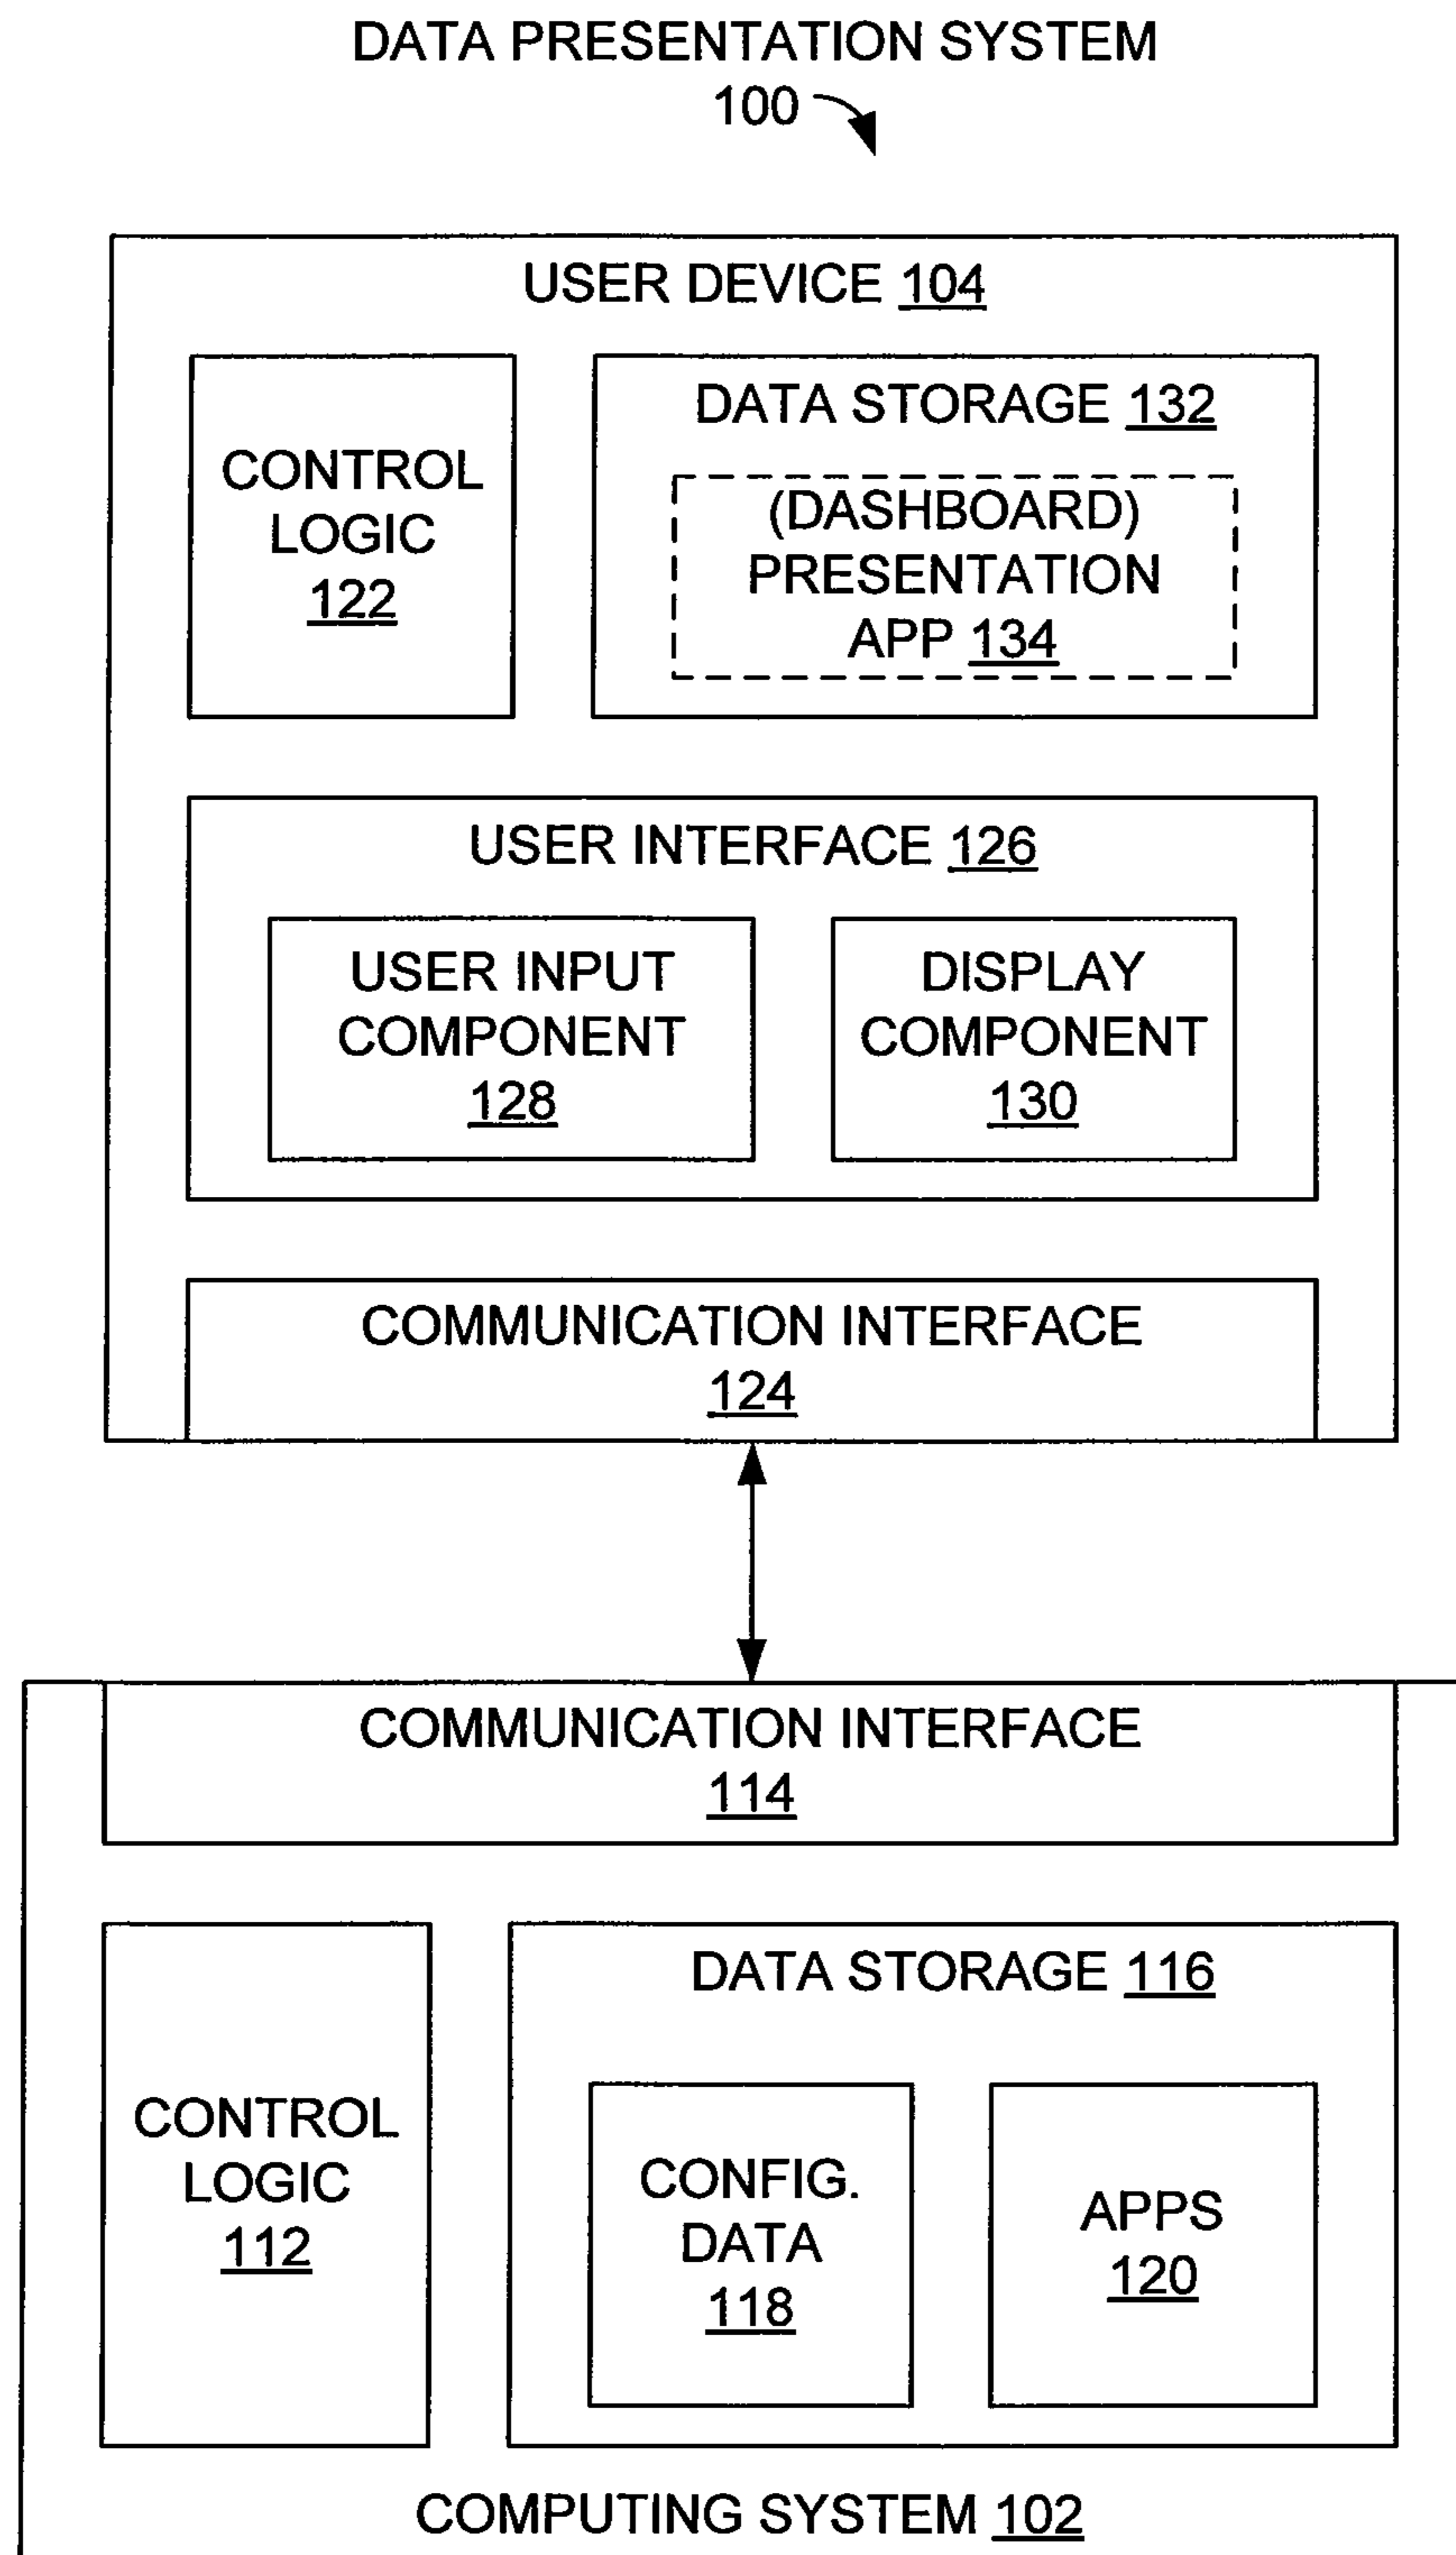 DATA PRESENTATION SYSTEM
100
USER DEVICE 104
CONTROL
LOGIC
122
DATA STORAGE 132
(DASHBOARD)
PRESENTATION
APP 134
USER INTERFACE 126
USER INPUT
COMPONENT
128
DISPLAY
COMPONENT
130
COMMUNICATION INTERFACE
124
COMMUNICATION INTERFACE
114
CONTROL
LOGIC
112
DATA STORAGE 116
CONFIG.
DATA
118
APPS
120
COMPUTING SYSTEM 102